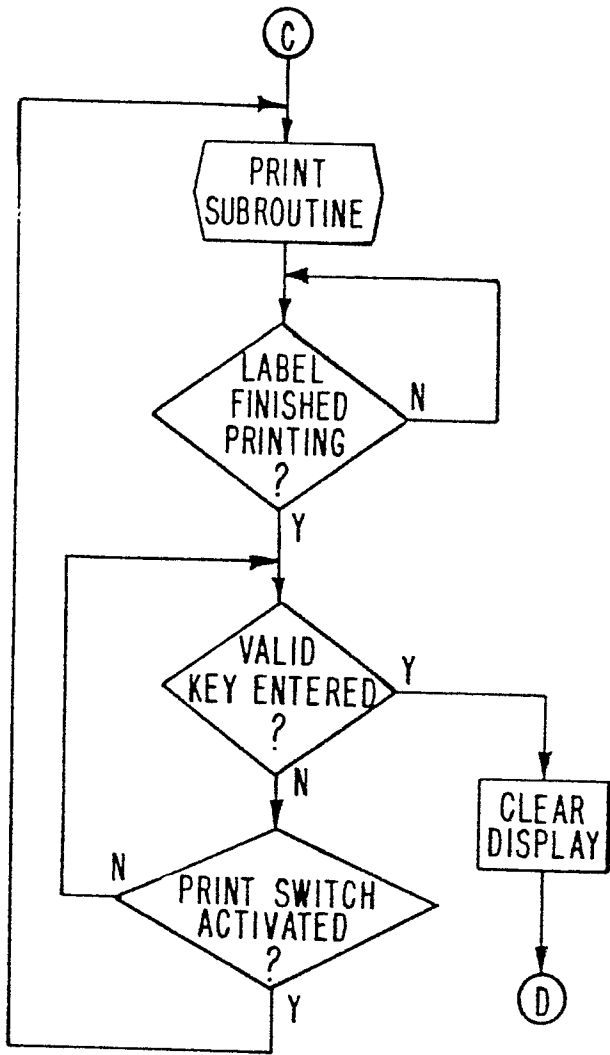 C
PRINT
SUBROUTINE
LABEL
FINISHED
PRINTING
?
N
Y
VALID
KEY ENTERED
?
Y
N
CLEAR
DISPLAY
PRINT SWITCH
ACTIVATED
?
N
Y
D